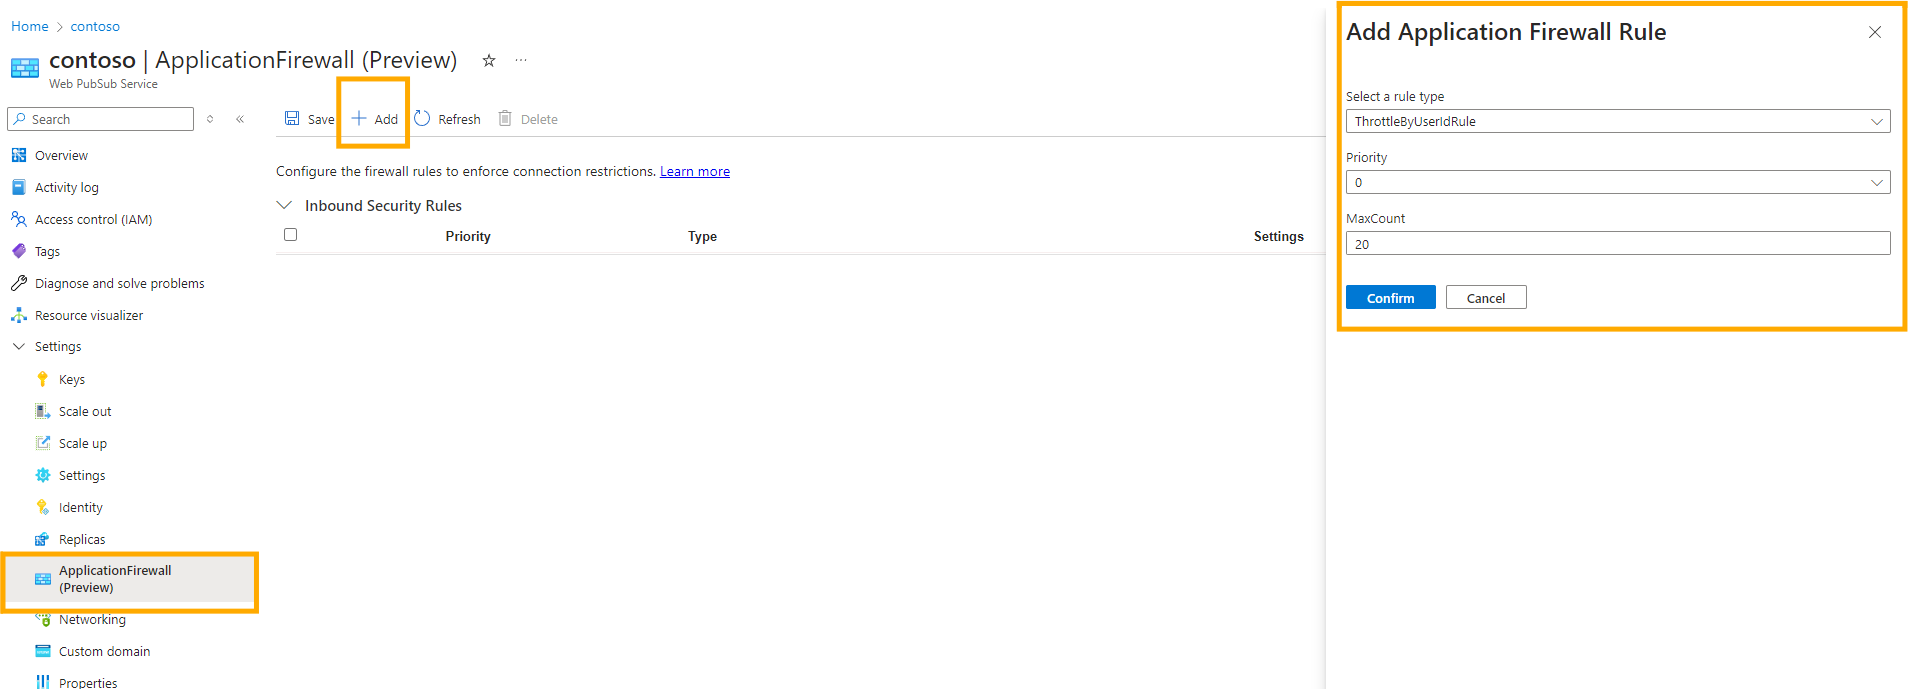 Home > contoso
contoso | ApplicationFirewall (Preview)
Web PubSub Service
Search
Overview
Activity log
Access control (IAM)
Tags
Diagnose and solve problems
Resource visualizer
Settings
Keys
Scale out
Scale up
Settings
Identity
Replicas
ApplicationFirewall
(Preview)
Networking
Custom domain
Properties
Save Add Refresh Delete
Configure the firewall rules to enforce connection restrictions. Learn more
Inbound Security Rules
Priority Type Settings
Add Application Firewall Rule
Select a rule type
ThrottleByUserIdRule
Priority
0
MaxCount
20
Confirm Cancel